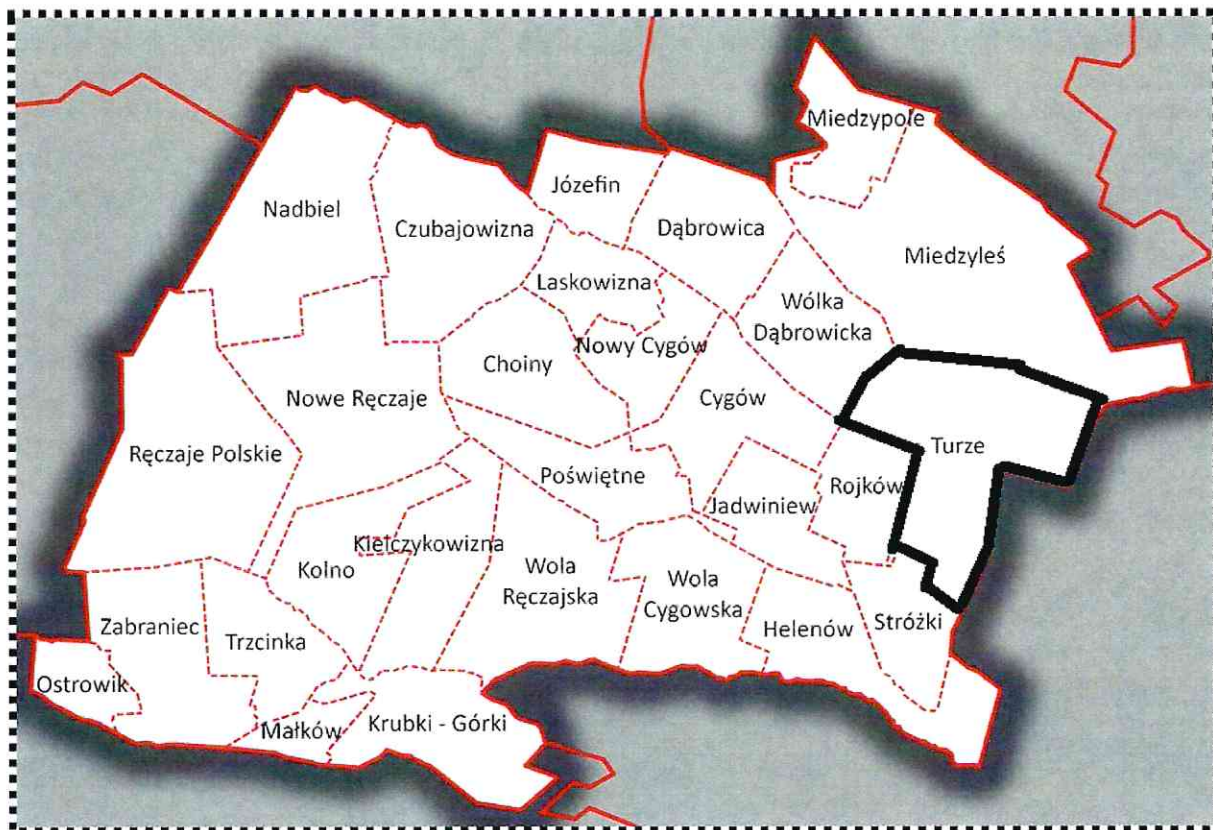 Miedzypole
Józefin
Nadbiel
Czubajowizna
Dąbrowica
Miedzyleś
Laskowizna
Wólka
Dąbrowicka
Nowy Cygów
Choiny
Nowe Ręczaje
Cygów
Ręczaje Polskie
Turze
Poświętne
Rojków
Jadwiniew
Kielczykowizna
Kolno
Wola
Ręczajska
Wola
Cygowska
Zabraniec
Trzcinka
Helenów
Stróżki
Ostrowik
Małków
Krubki - Górki